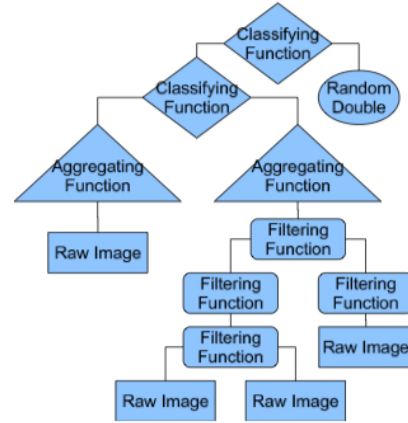 Classifying
Function
Classifying
Function
Random
Double
Aggregating
Function
Aggregating
Function
Raw Image
Filtering
Function
Filtering
Function
Filtering
Function
Filtering
Function
Raw Image
Raw Image
Raw Image